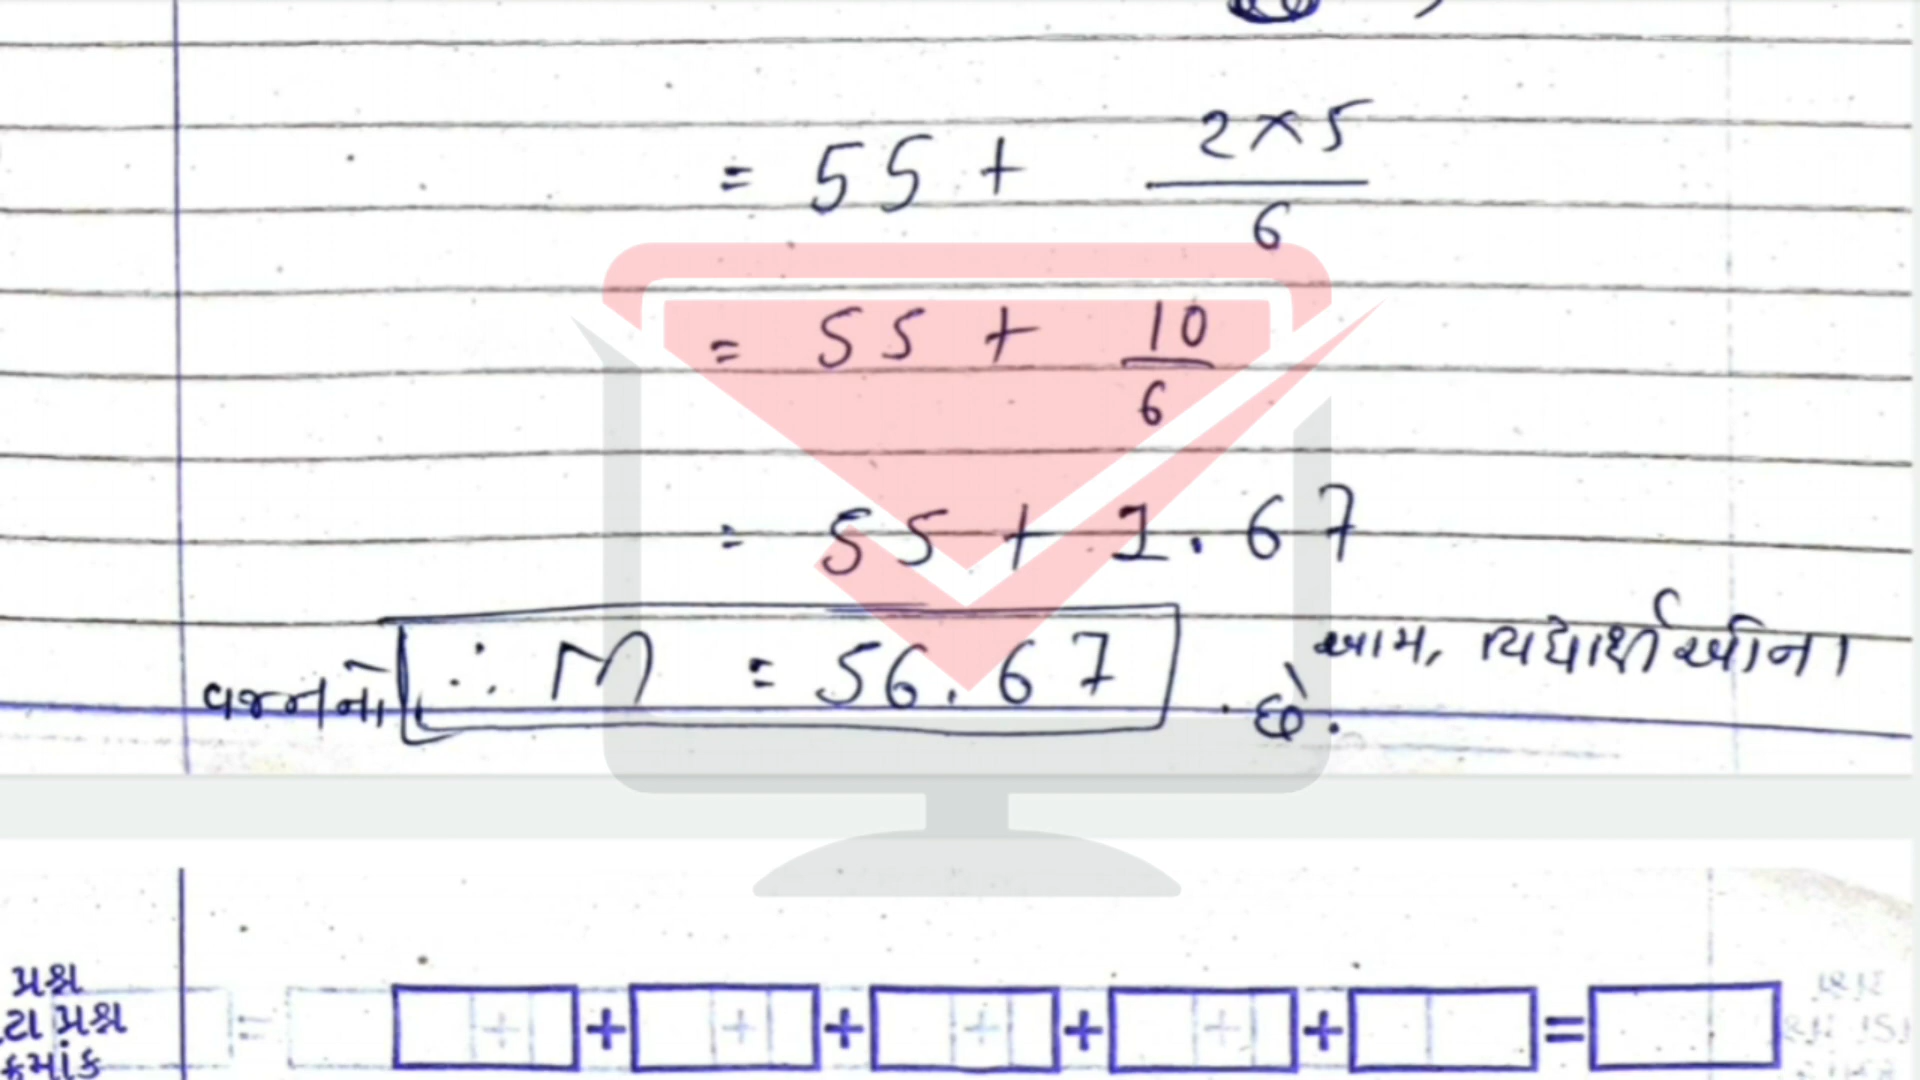 = 55 + 2×5
6
= 55 + 10
6
= 55 + 1.67
આમ, વિદ્યાર્થીઓના
વજનનો ∴ M = 56.67 છે.
પ્રશ્ન
પ્રશ્ન
ક્રમાંક
+ + + + =